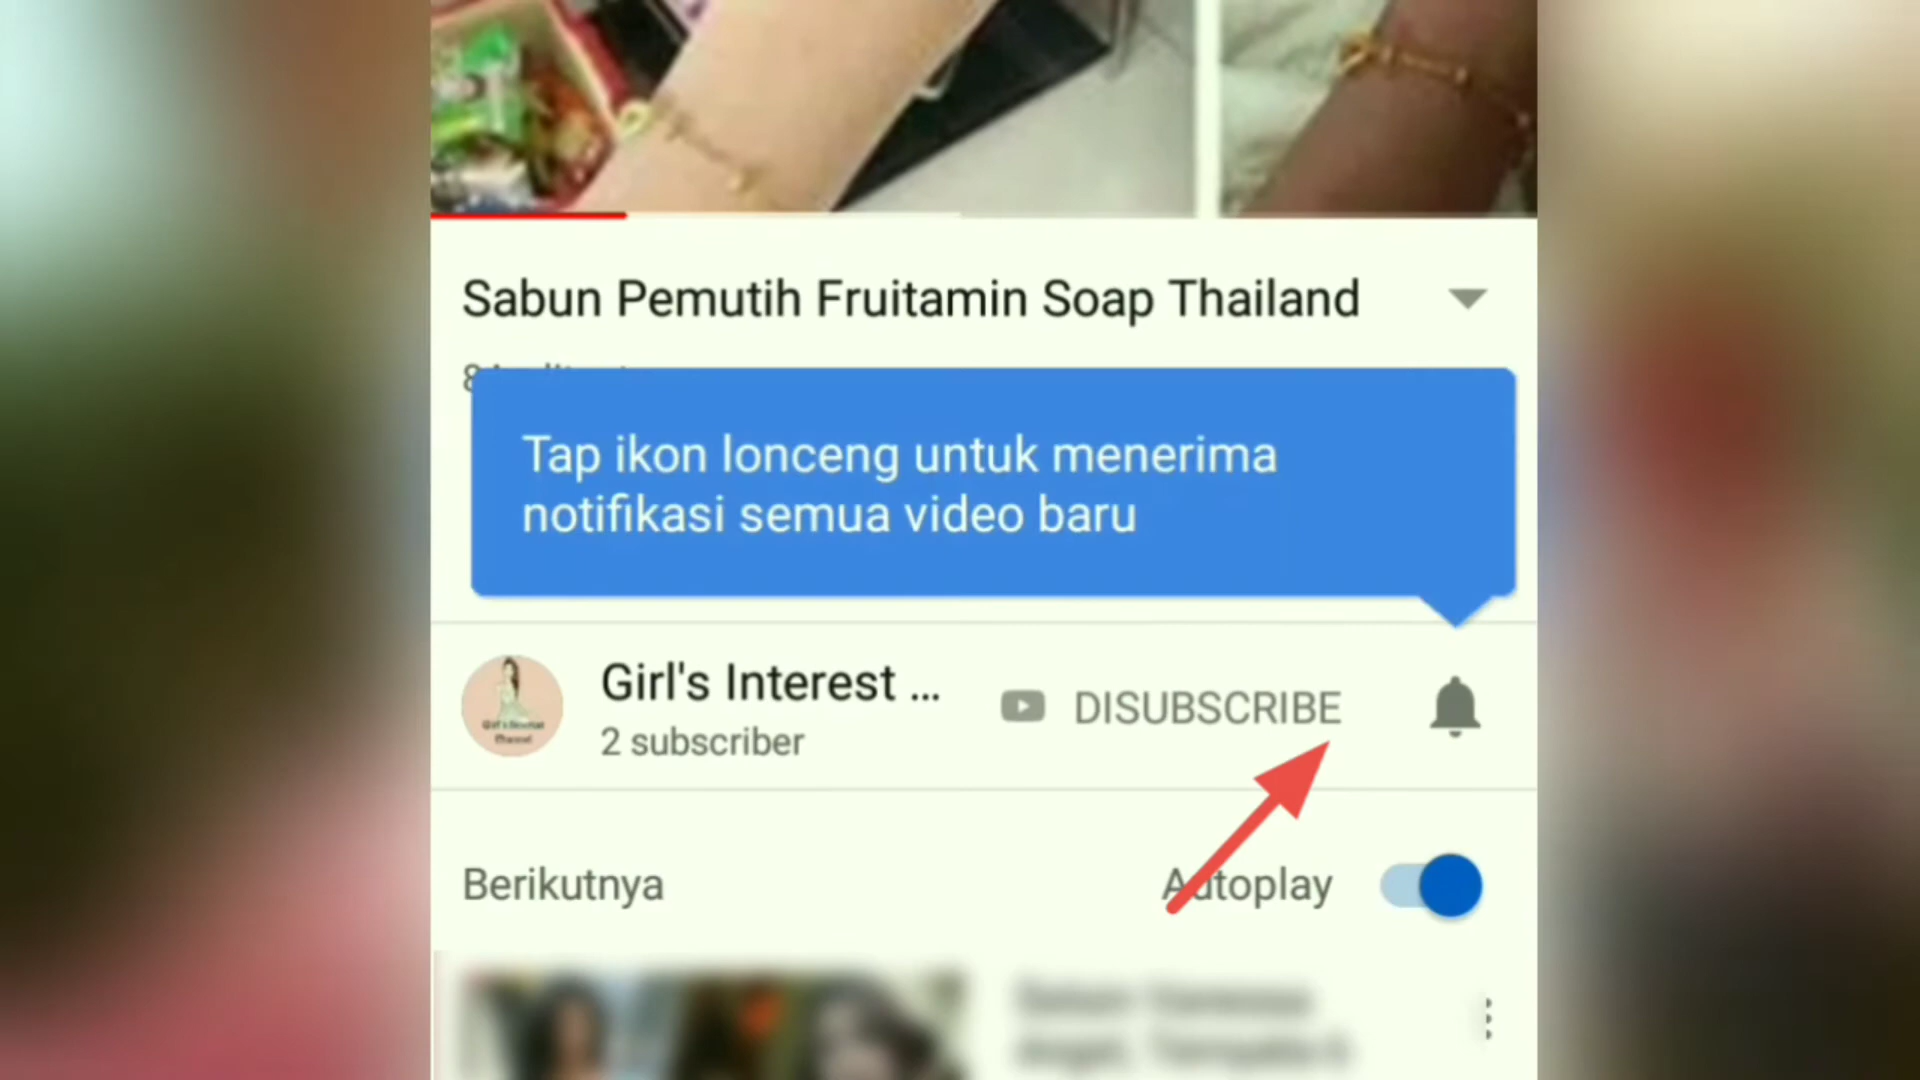 Sabun Pemutih Fruitamin Soap Thailand
Tap ikon lonceng untuk menerima
notifikasi semua video baru
Girl's Interest ...
2 subscriber
DISUBSCRIBE
Berikutnya
Autoplay